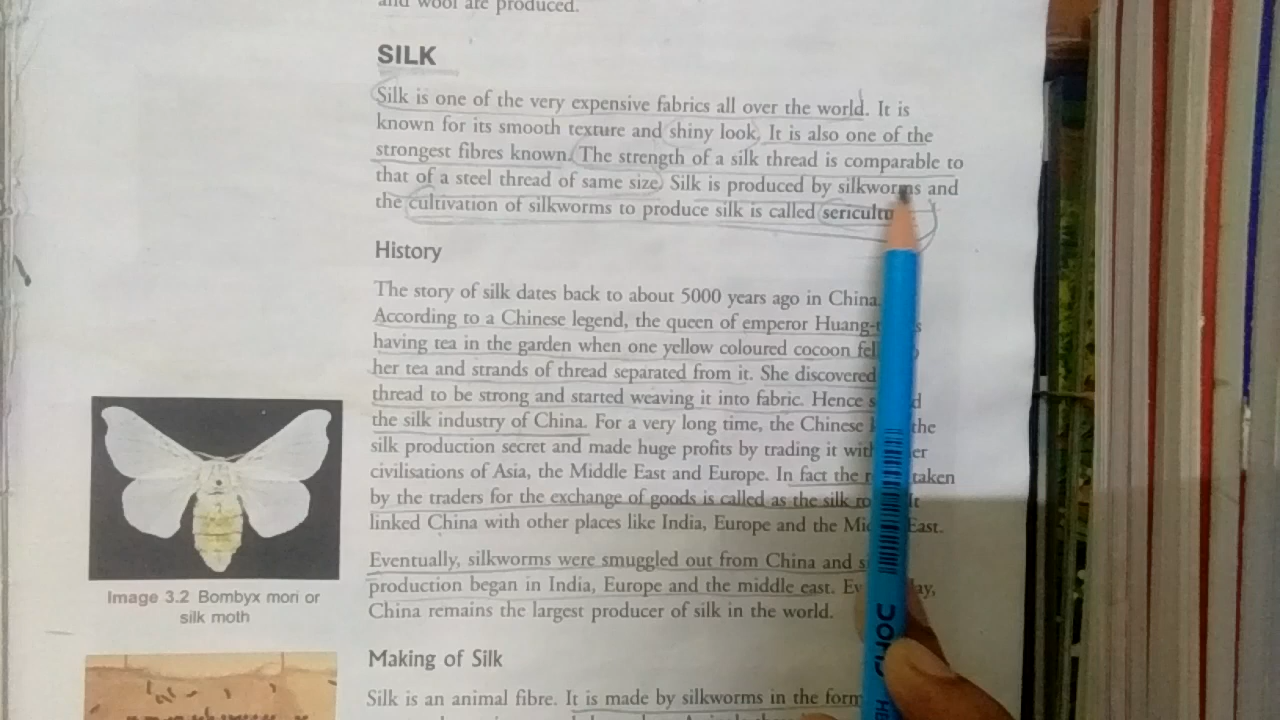 and wool are produced.
SILK
Silk is one of the very expensive fabrics all over the world. It is
known for its smooth texture and shiny look. It is also one of the
strongest fibres known. The strength of a silk thread is comparable to
that of a steel thread of same size. Silk is produced by silkworms and
the cultivation of silkworms to produce silk is called
History
The story of silk dates back to about 5000 years ago in China.
According to a Chinese legend, the queen of emperor
having tea in the garden when one yellow coloured cocoon
her tea and strands of thread separated from it. She discovered
thread to be strong and started weaving it into fabric. Hence
the silk industry of China. For a very long time, the Chinese the
silk production secret and made huge profits by trading it
civilisations of Asia, the Middle East and Europe. In fact the taken
by the traders for the exchange of goods is called as the silk
linked China with other places like India, Europe and the East.
Eventually, silkworms were smuggled out from China and
production began in India, Europe and the middle east.
China remains the largest producer of silk in the world.
Image 3.2 Bombyx mori or
silk moth
Making of Silk
Silk is an animal fibre. It is made by silkworms in the form
DOMS